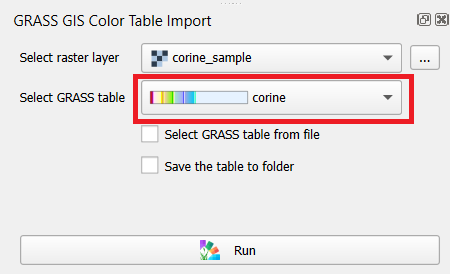 GRASS GIS Color Table Import
Select raster layer corine_sample ...
Select GRASS table corine
Select GRASS table from file
Save the table to folder
Run